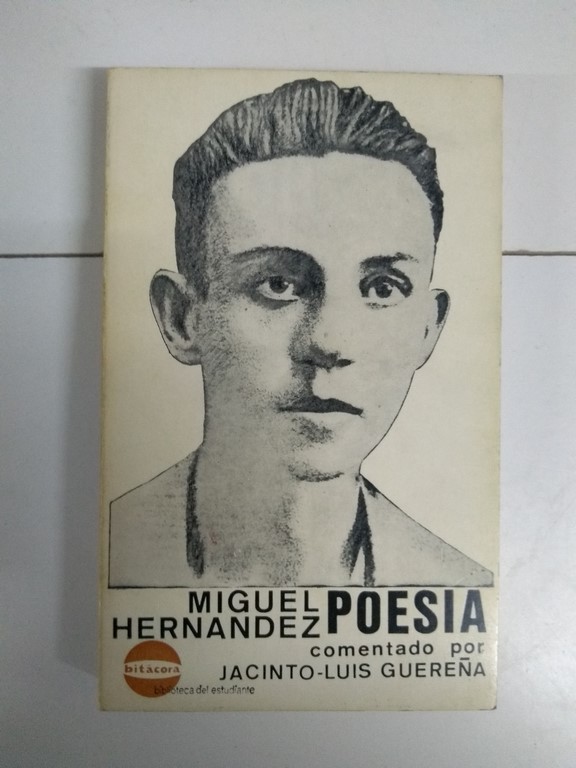 MIGUEL
HERNANDEZ
POESIA
comentado por
JACINTO-LUIS GUEREÑA
bitácora
biblioteca del estudiante